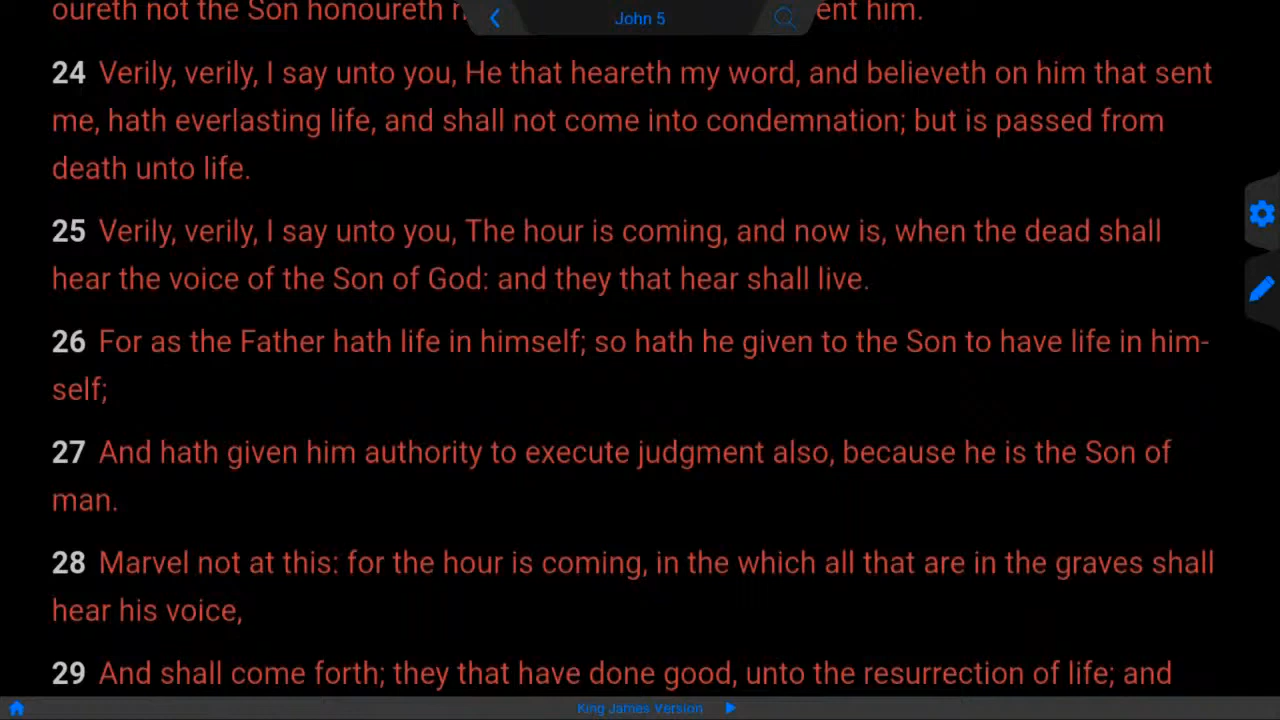 oureth not the Son honoureth
ent him.
John 5
24 Verily, verily, I say unto you, He that heareth my word, and believeth on him that sent
me, hath everlasting life, and shall not come into condemnation; but is passed from
death unto life.
25 Verily, verily, I say unto you, The hour is coming, and now is, when the dead shall
hear the voice of the Son of God: and they that hear shall live.
26 For as the Father hath life in himself; so hath he given to the Son to have life in him-
self;
27 And hath given him authority to execute judgment also, because he is the Son of
man.
28 Marvel not at this: for the hour is coming, in the which all that are in the graves shall
hear his voice,
29 And shall come forth; they that have done good, unto the resurrection of life; and
King James Version